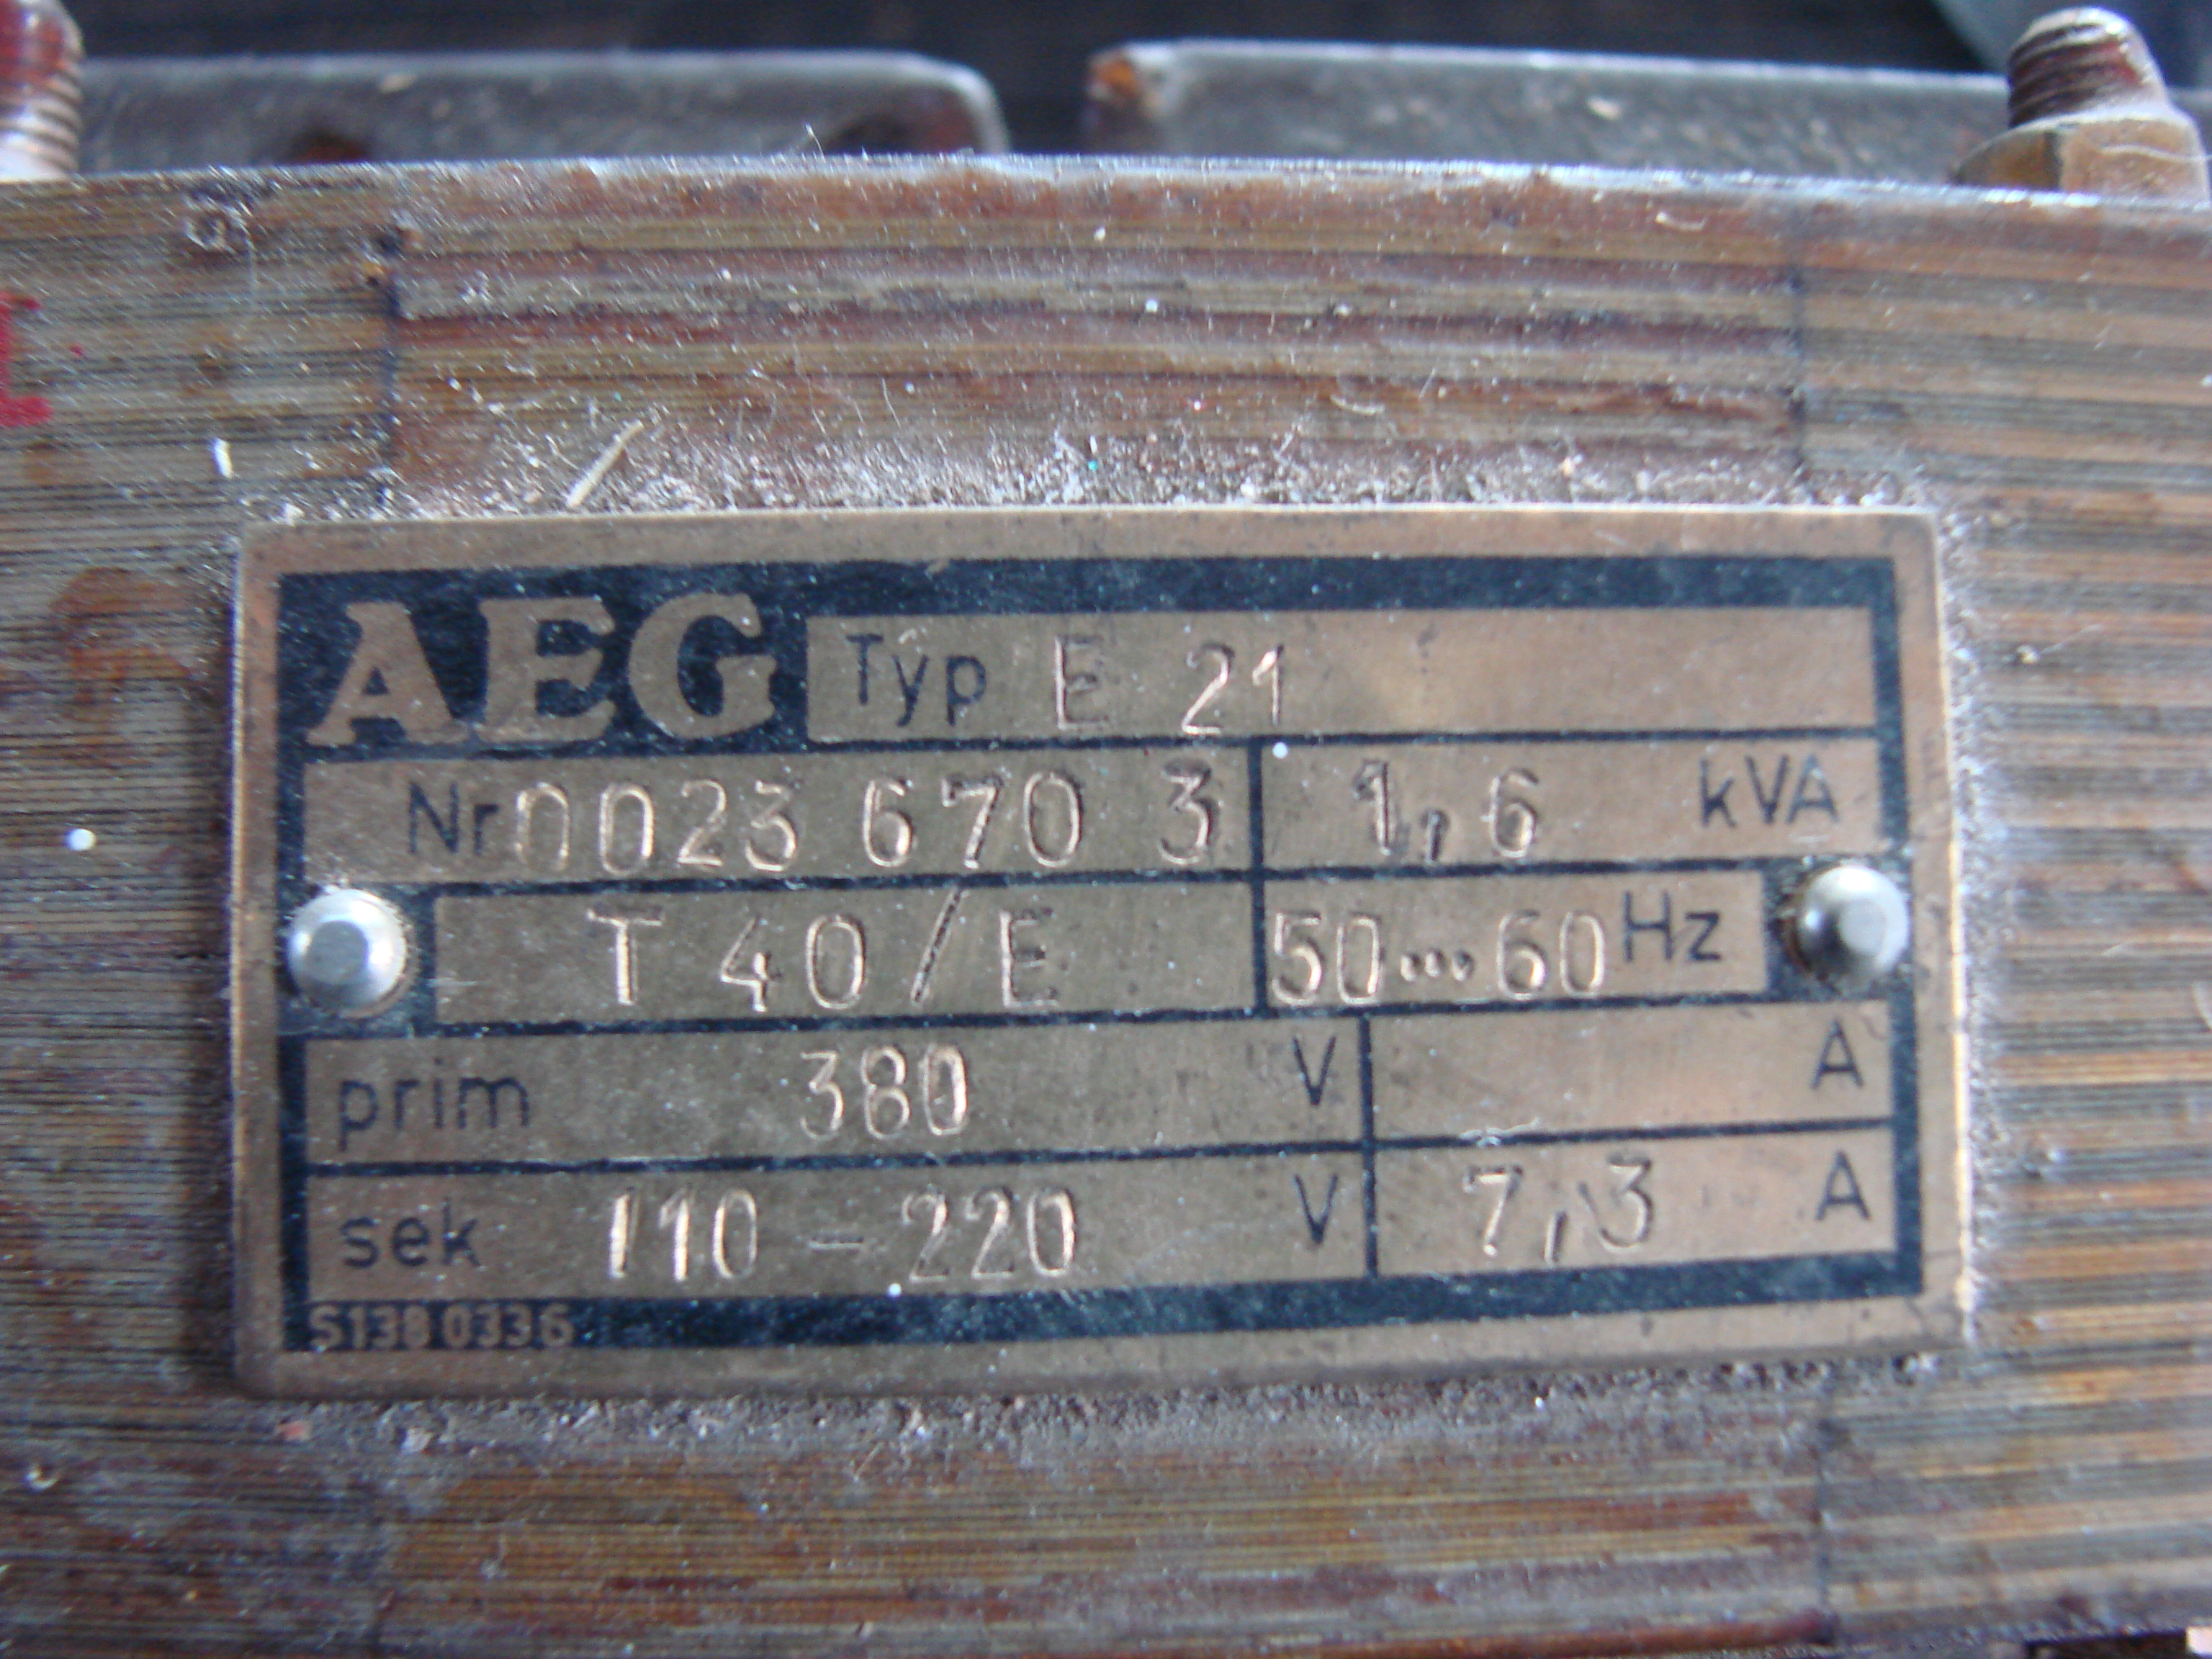 AEG Typ E 21
Nr 0023 670 3 1,6 kVA
T 40/E 50...60 Hz
prim 380 V A
sek 110 - 220 V 7,3 A
S138 0336